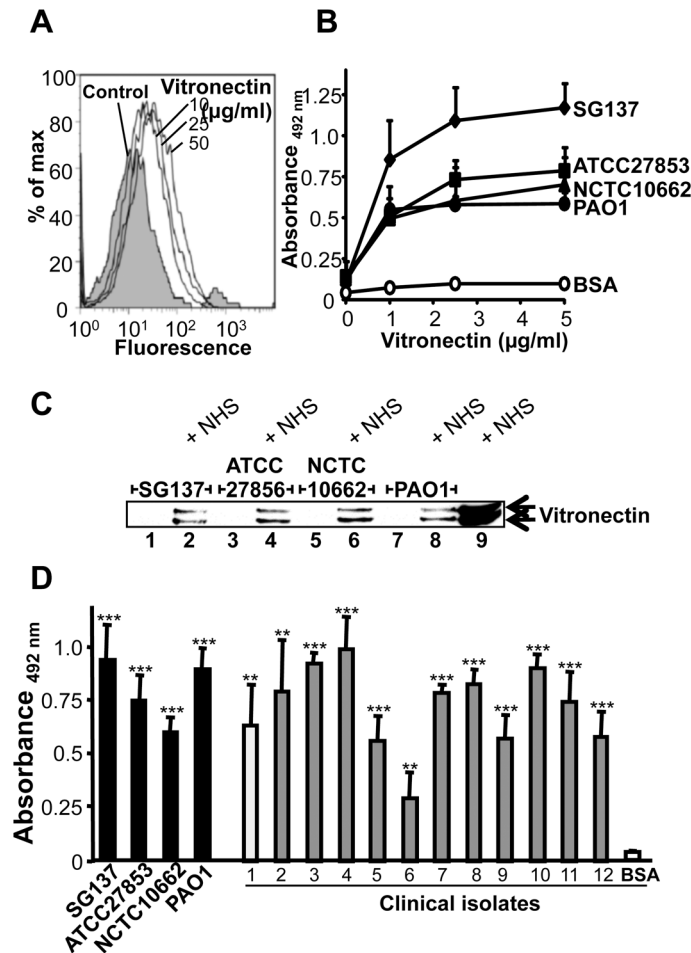 A
100
80
60
40
20
0
% of max
Control
Vitronectin
(µg/ml)
10
25
50
10⁰ 10¹ 10² 10³
Fluorescence
B
1.25
0.75
0.5
0.25
0
Absorbance 492 nm
SG137
ATCC27853
NCTC10662
PAO1
BSA
0 1 2 3 4 5
Vitronectin (µg/ml)
C
+ NHS + NHS + NHS + NHS + NHS
SG137 ATCC 27856 NCTC 10662 PAO1
Vitronectin
1 2 3 4 5 6 7 8 9
D
Absorbance 492 nm
1.0
0.75
0.5
0.25
0
*** *** *** *** ** ** *** *** *** ** *** *** *** *** *** ***
SG137 ATCC27853 NCTC10662 PAO1
1 2 3 4 5 6 7 8 9 10 11 12 BSA
Clinical isolates